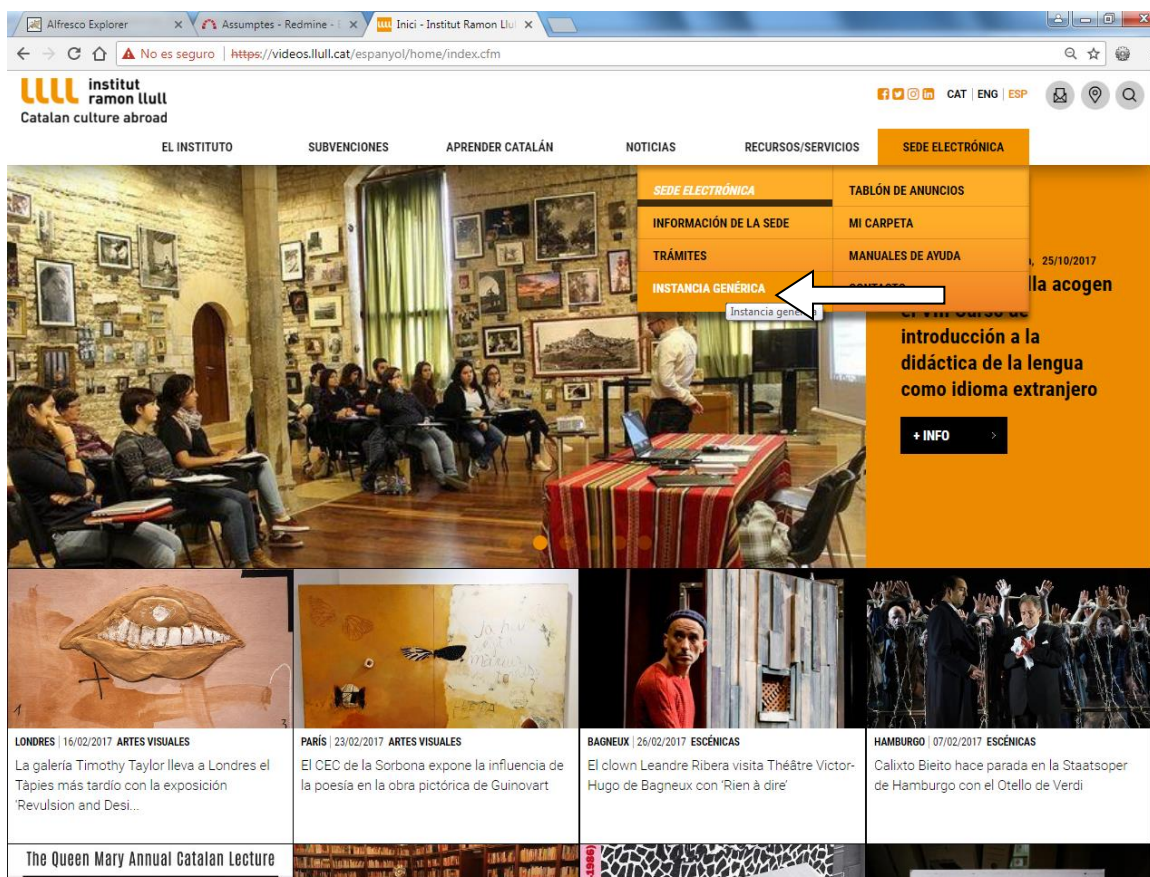 Alfresco Explorer
Assumptes - Redmine -
Inici - Institut Ramon Llu
No es seguro | https://videos.llull.cat/espanyol/home/index.cfm
institut
ramon llull
Catalan culture abroad
CAT | ENG | ESP
EL INSTITUTO SUBVENCIONES APRENDER CATALÁN NOTICIAS RECURSOS/SERVICIOS SEDE ELECTRÓNICA
SEDE ELECTRÓNICA TABLÓN DE ANUNCIOS
INFORMACIÓN DE LA SEDE MI CARPETA
TRÁMITES MANUALES DE AYUDA
INSTANCIA GENÉRICA
Instancia
25/10/2017
acogen
el VIII Curso de
introducción a la
didáctica de la lengua
como idioma extranjero
+ INFO
LONDRES | 16/02/2017 ARTES VISUALES
La galería Timothy Taylor lleva a Londres el
Tàpies más tardío con la exposición
'Revulsion and Desi...
PARÍS | 23/02/2017 ARTES VISUALES
El CEC de la Sorbona expone la influencia de
la poesía en la obra pictórica de Guinovart
BAGNEUX | 26/02/2017 ESCÉNICAS
El clown Leandre Ribera visita Théâtre Victor-
Hugo de Bagneux con 'Rien à dire'
HAMBURGO | 07/02/2017 ESCÉNICAS
Calixto Bieito hace parada en la Staatsoper
de Hamburgo con el Otello de Verdi
The Queen Mary Annual Catalan Lecture